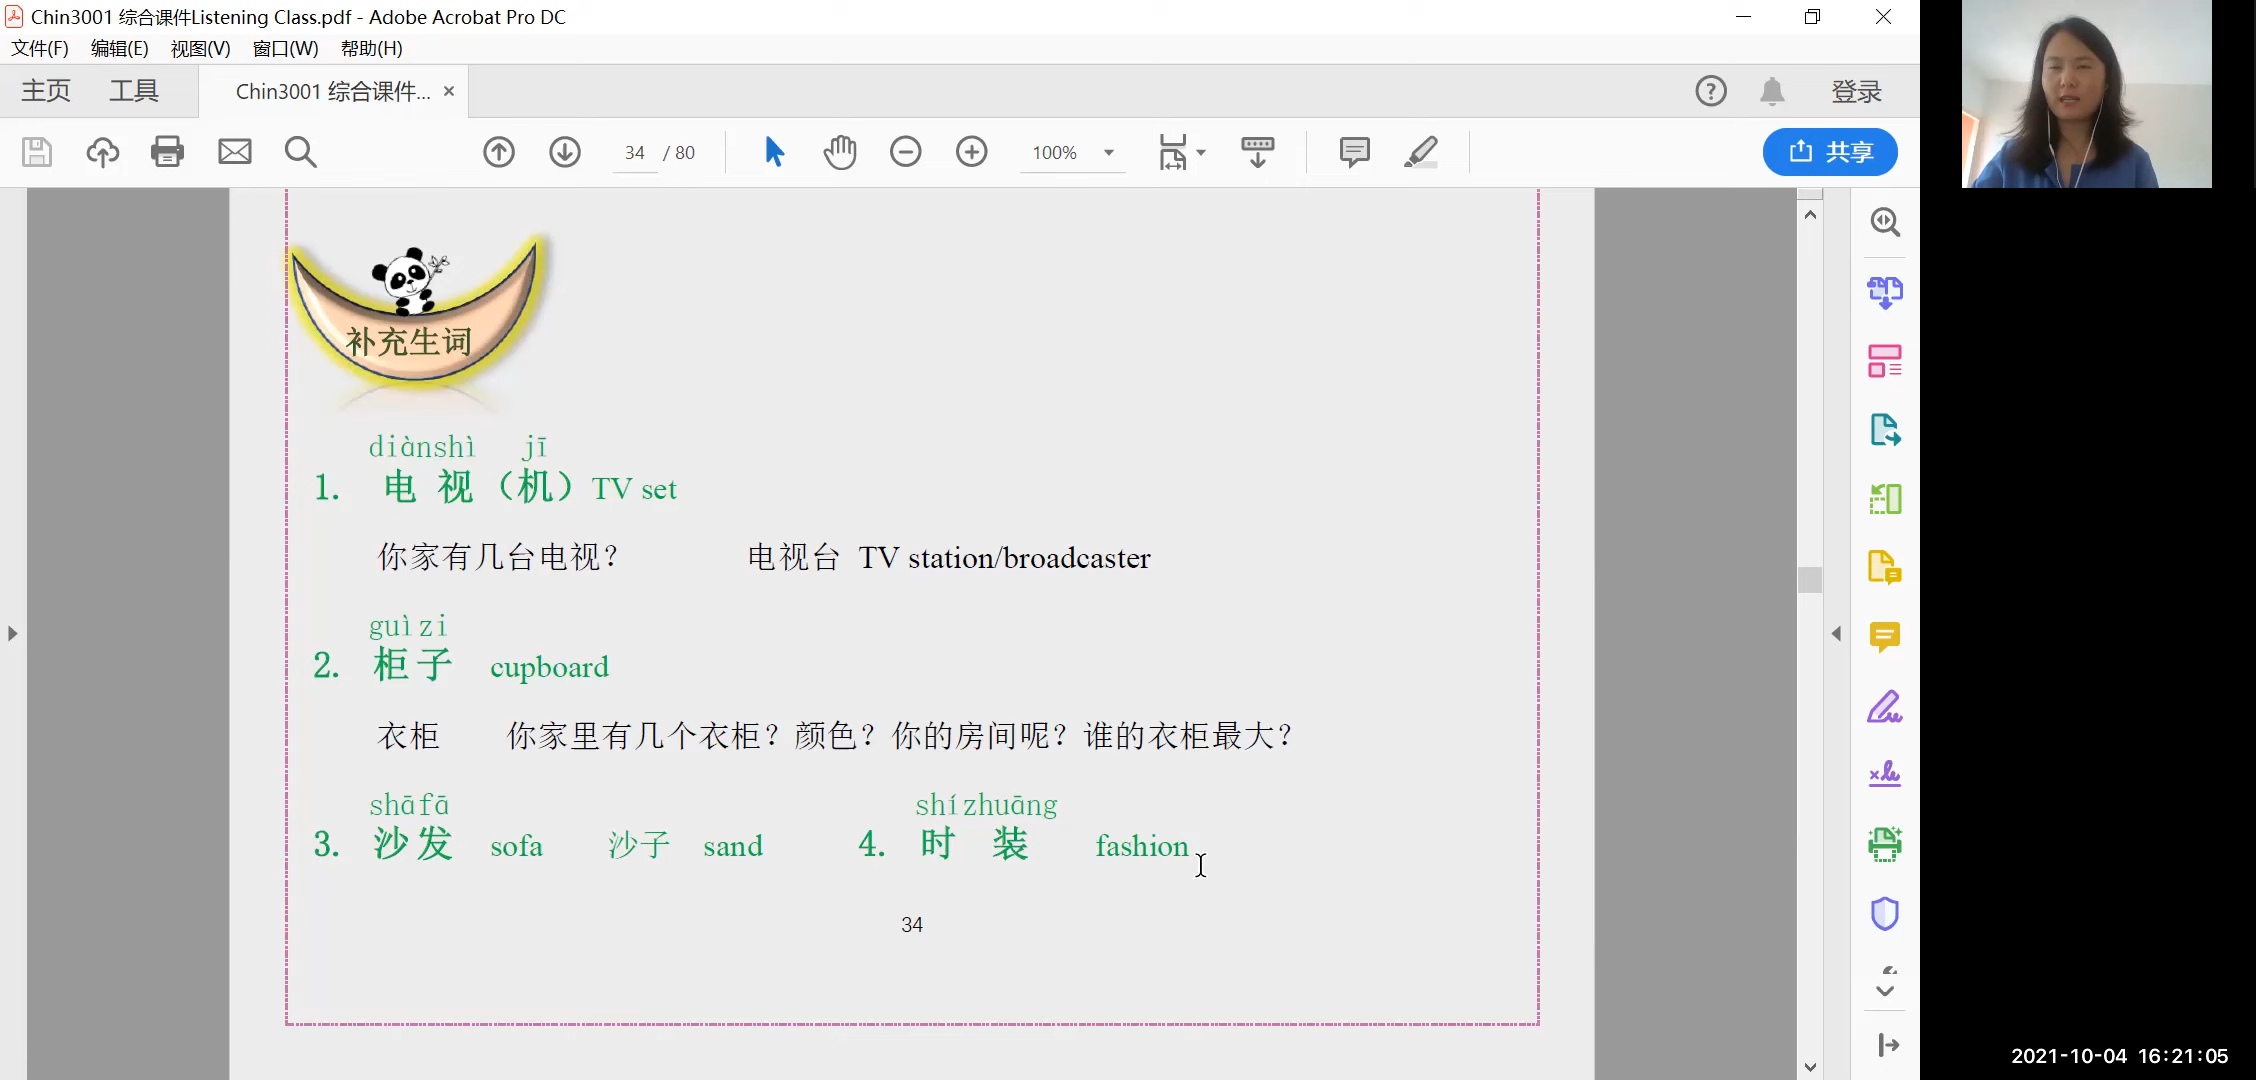 Chin3001 综合课件Listening Class.pdf - Adobe Acrobat Pro DC
文件(F) 编辑(E) 视图(V) 窗口(W) 帮助(H)
主页 工具 Chin3001 综合课件... × 登录
34 / 80 100% 共享
补充生词
diànshì jī
1. 电 视（机）TV set
你家有几台电视？ 电视台 TV station/broadcaster
guìzi
2. 柜子 cupboard
衣柜 你家里有几个衣柜？颜色？你的房间呢？谁的衣柜最大？
shāfā shízhuāng
3. 沙发 sofa 沙子 sand 4. 时 装 fashion
34
2021-10-04 16:21:05